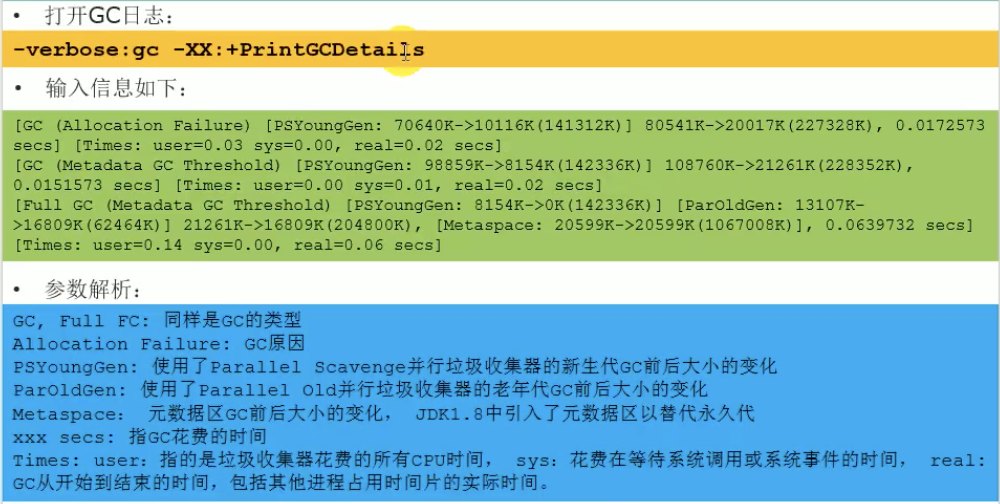 • 打开GC日志：
-verbose:gc -XX:+PrintGCDetails
• 输入信息如下：
[GC (Allocation Failure) [PSYoungGen: 70640K->10116K(141312K)] 80541K->20017K(227328K), 0.0172573
secs] [Times: user=0.03 sys=0.00, real=0.02 secs]
[GC (Metadata GC Threshold) [PSYoungGen: 98859K->8154K(142336K)] 108760K->21261K(228352K),
0.0151573 secs] [Times: user=0.00 sys=0.01, real=0.02 secs]
[Full GC (Metadata GC Threshold) [PSYoungGen: 8154K->0K(142336K)] [ParOldGen: 13107K-
>16809K(62464K)] 21261K->16809K(204800K), [Metaspace: 20599K->20599K(1067008K)], 0.0639732 secs]
[Times: user=0.14 sys=0.00, real=0.06 secs]
• 参数解析：
GC, Full FC: 同样是GC的类型
Allocation Failure: GC原因
PSYoungGen: 使用了Parallel Scavenge并行垃圾收集器的新生代GC前后大小的变化
ParOldGen: 使用了Parallel Old并行垃圾收集器的老年代GC前后大小的变化
Metaspace： 元数据区GC前后大小的变化， JDK1.8中引入了元数据区以替代永久代
xxx secs: 指GC花费的时间
Times: user：指的是垃圾收集器花费的所有CPU时间， sys：花费在等待系统调用或系统事件的时间， real:
GC从开始到结束的时间，包括其他进程占用时间片的实际时间。